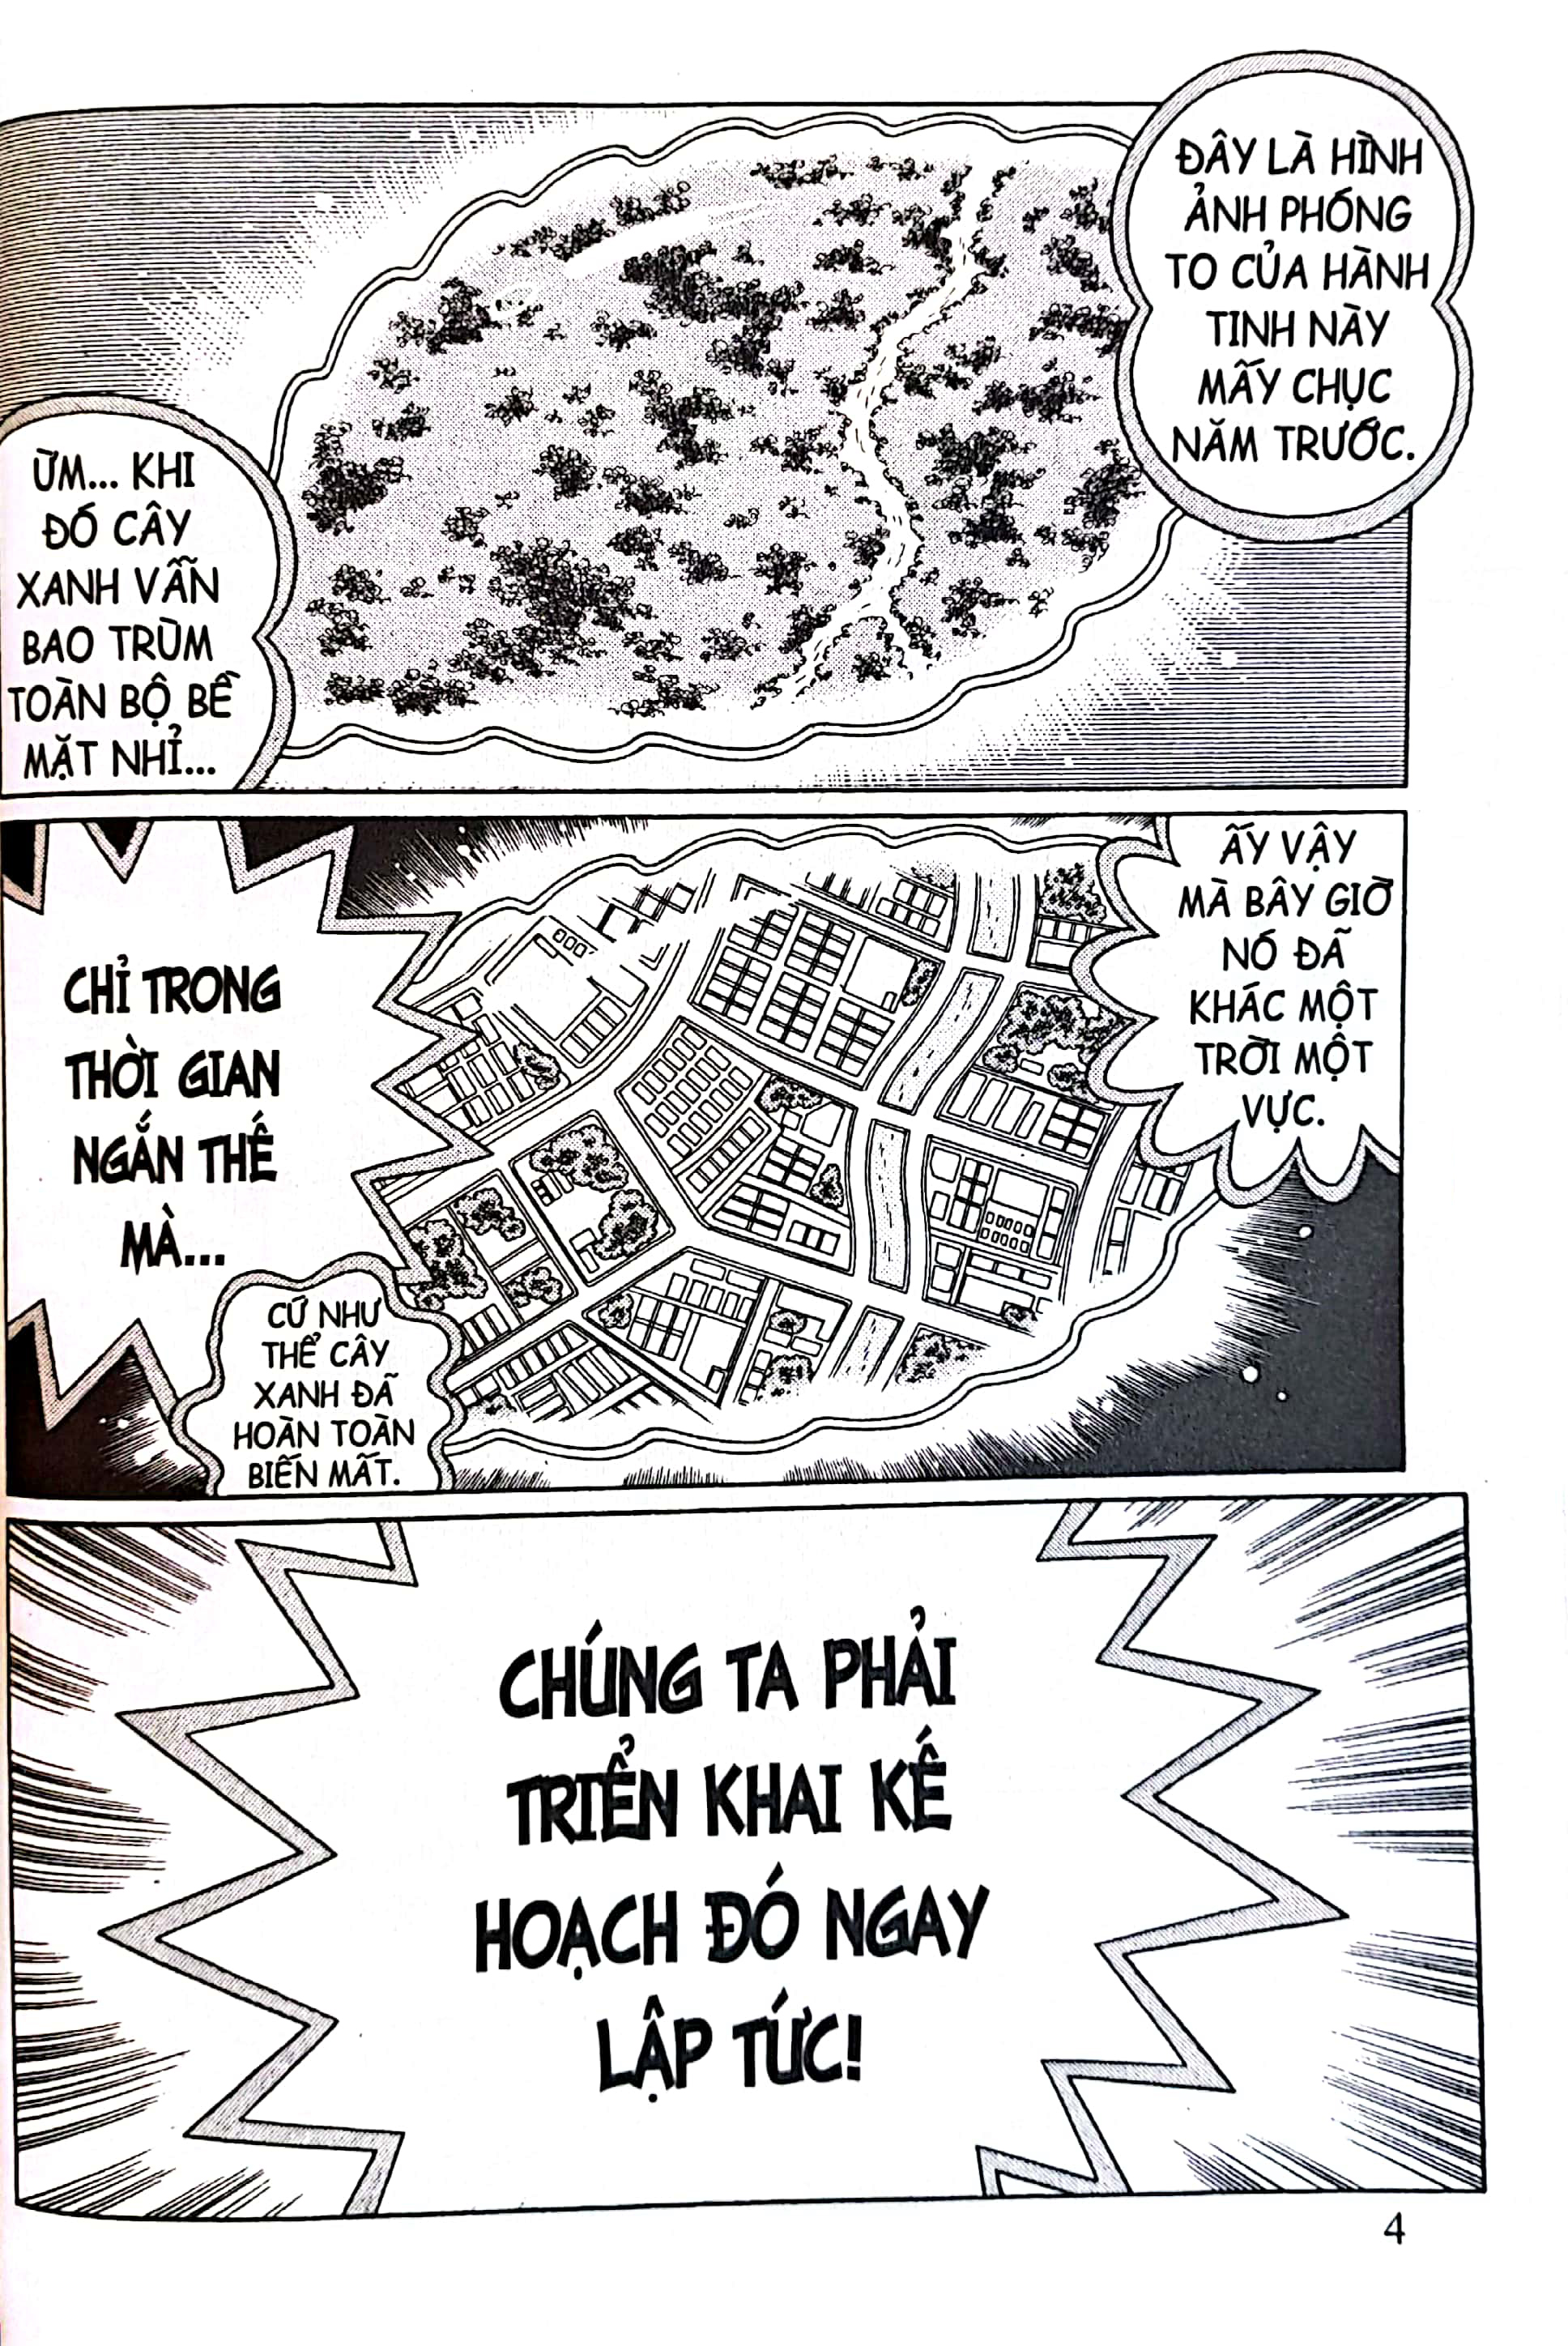 ĐÂY LÀ HÌNH
ẢNH PHÓNG
TO CỦA HÀNH
TINH NÀY
MẤY CHỤC
NĂM TRƯỚC.
ỪM... KHI
ĐÓ CÂY
XANH VẪN
BAO TRÙM
TOÀN BỘ BỀ
MẶT NHỈ...
ẤY VẬY
MÀ BÂY GIỜ
NÓ ĐÃ
KHÁC MỘT
TRỜI MỘT
VỰC.
CHỈ TRONG
THỜI GIAN
NGẮN THẾ
MÀ...
CỨ NHƯ
THỂ CÂY
XANH ĐÃ
HOÀN TOÀN
BIẾN MẤT.
CHÚNG TA PHẢI
TRIỂN KHAI KẾ
HOẠCH ĐÓ NGAY
LẬP TỨC!
4